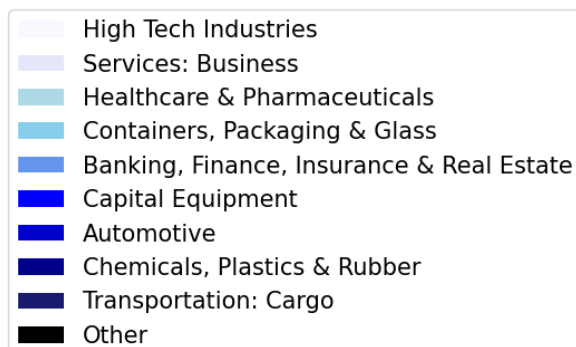 High Tech Industries
Services: Business
Healthcare & Pharmaceuticals
Containers, Packaging & Glass
Banking, Finance, Insurance & Real Estate
Capital Equipment
Automotive
Chemicals, Plastics & Rubber
Transportation: Cargo
Other